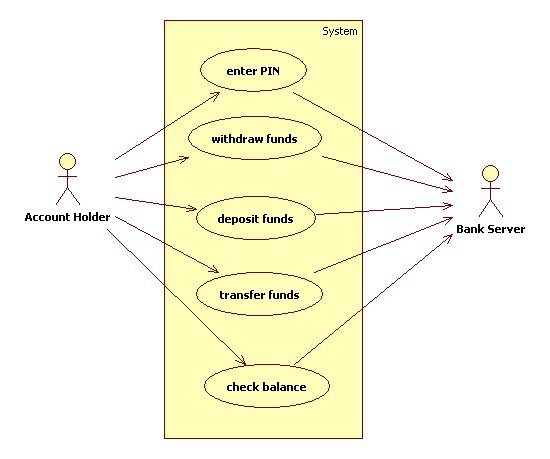 System
enter PIN
withdraw funds
Account Holder
deposit funds
Bank Server
transfer funds
check balance